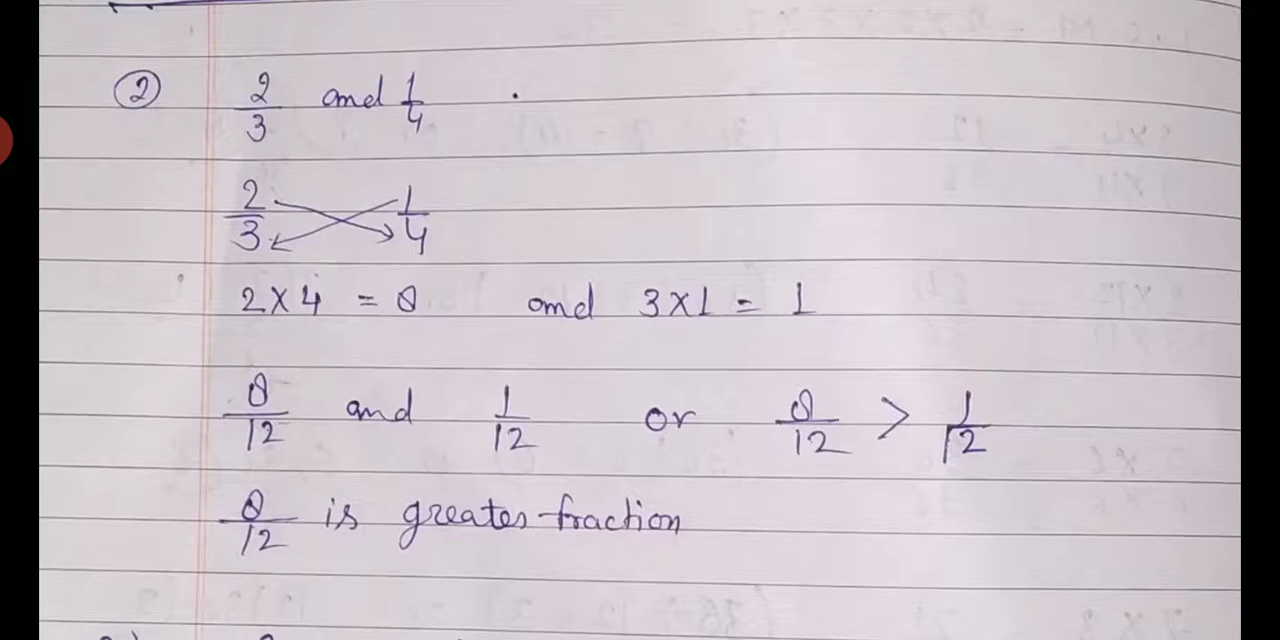 ② 2/3 and 1/4
2/3 1/4
2 × 4 = 8 and 3 × 1 = 1
8/12 and 1/12 or 8/12 > 1/12
8/12 is greates fraction